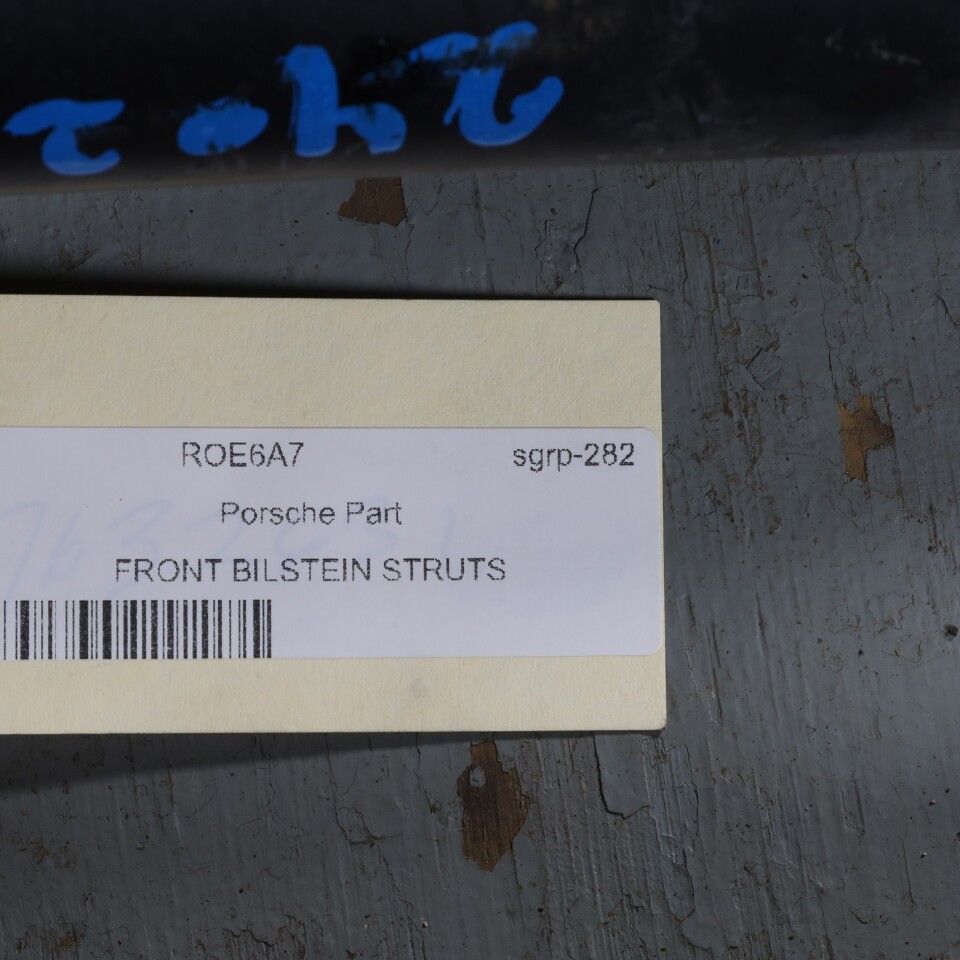 ROE6A7 sgrp-282
Porsche Part
FRONT BILSTEIN STRUTS